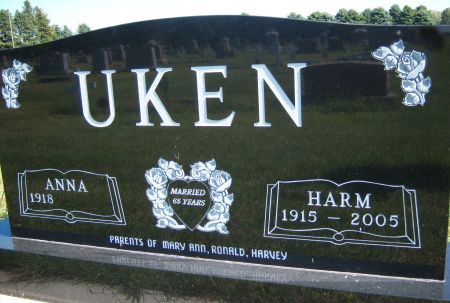 UKEN
ANNA
1918
MARRIED
65 YEARS
HARM
1915 - 2005
PARENTS OF MARY ANN, RONALD, HARVEY